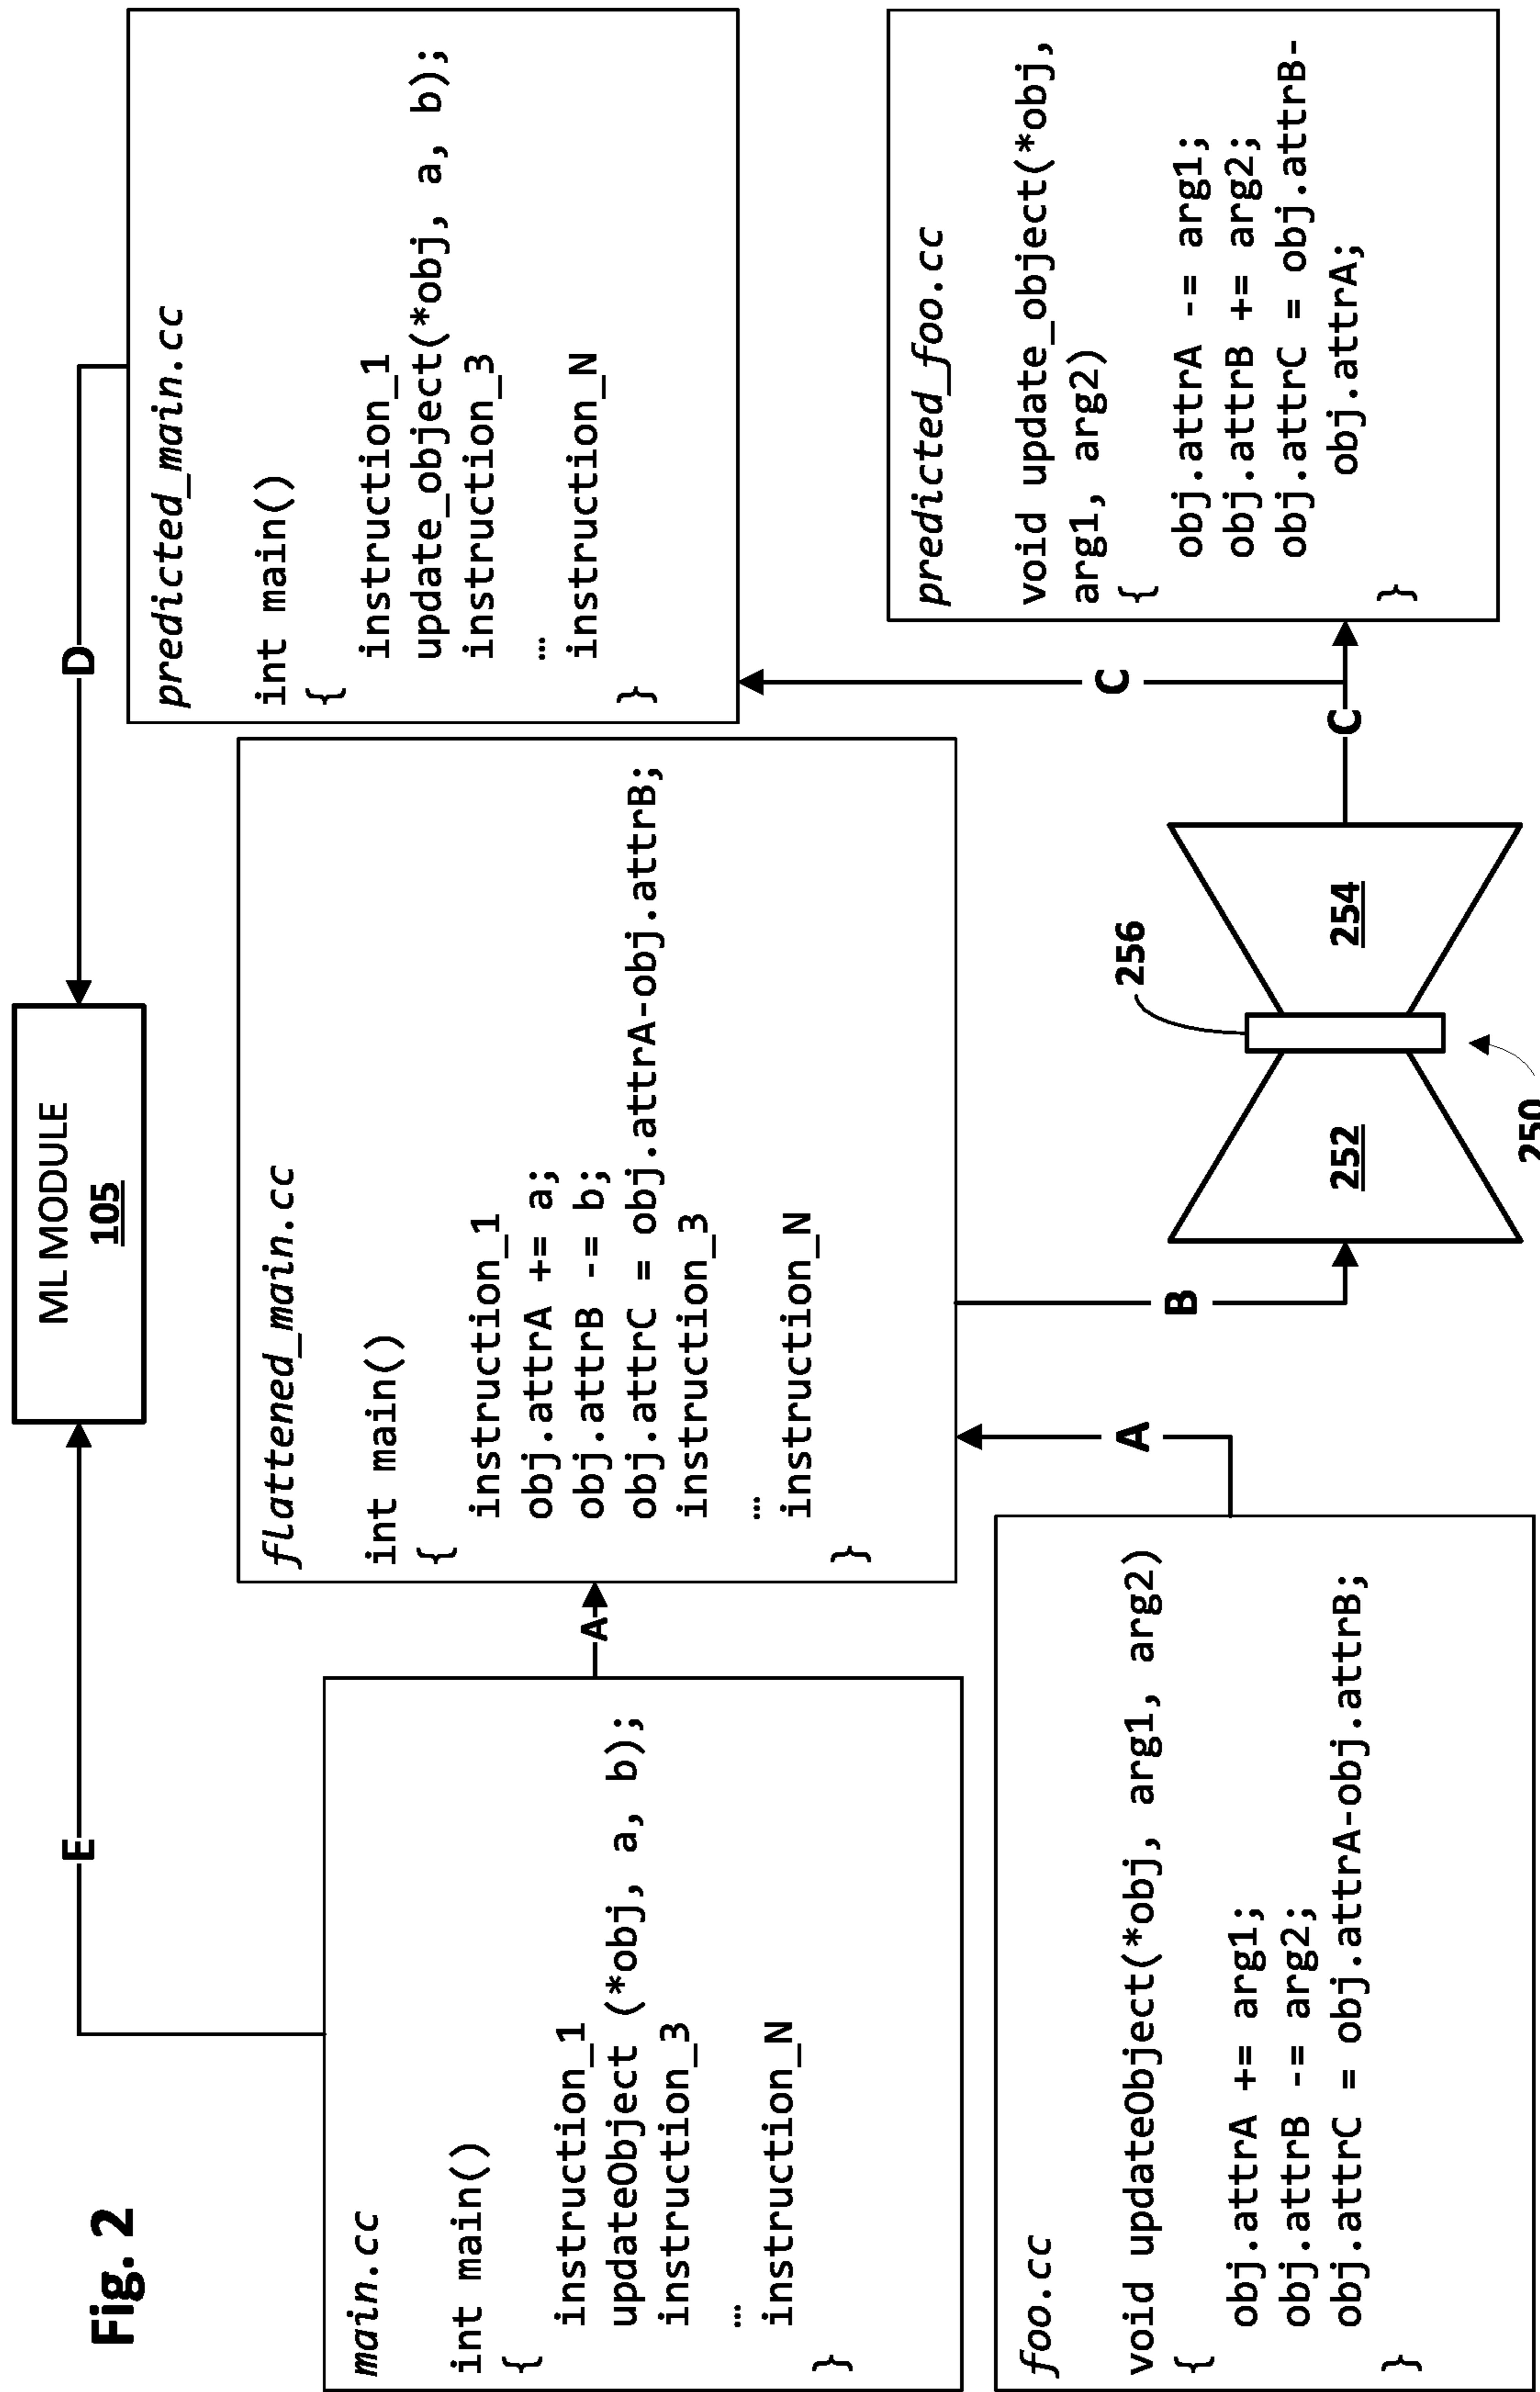 Fig. 2
E
ML MODULE
105
D
main.cc
int main()
{
instruction_1
updateObject (*obj, a, b);
instruction_3
...
instruction_N
}
A
flattened_main.cc
int main()
{
instruction_1
obj.attrA += a;
obj.attrB -= b;
obj.attrC = obj.attrA-obj.attrB;
instruction_3
...
instruction_N
}
predicted_main.cc
int main()
{
instruction_1
update_object(*obj, a, b);
instruction_3
...
instruction_N
}
foo.cc
void updateObject(*obj, arg1, arg2)
{
obj.attrA += arg1;
obj.attrB -= arg2;
obj.attrC = obj.attrA-obj.attrB;
}
A
B
252
256
254
250
C
C
predicted_foo.cc
void update_object(*obj,
arg1, arg2)
{
obj.attrA -= arg1;
obj.attrB += arg2;
obj.attrC = obj.attrB-
obj.attrA;
}